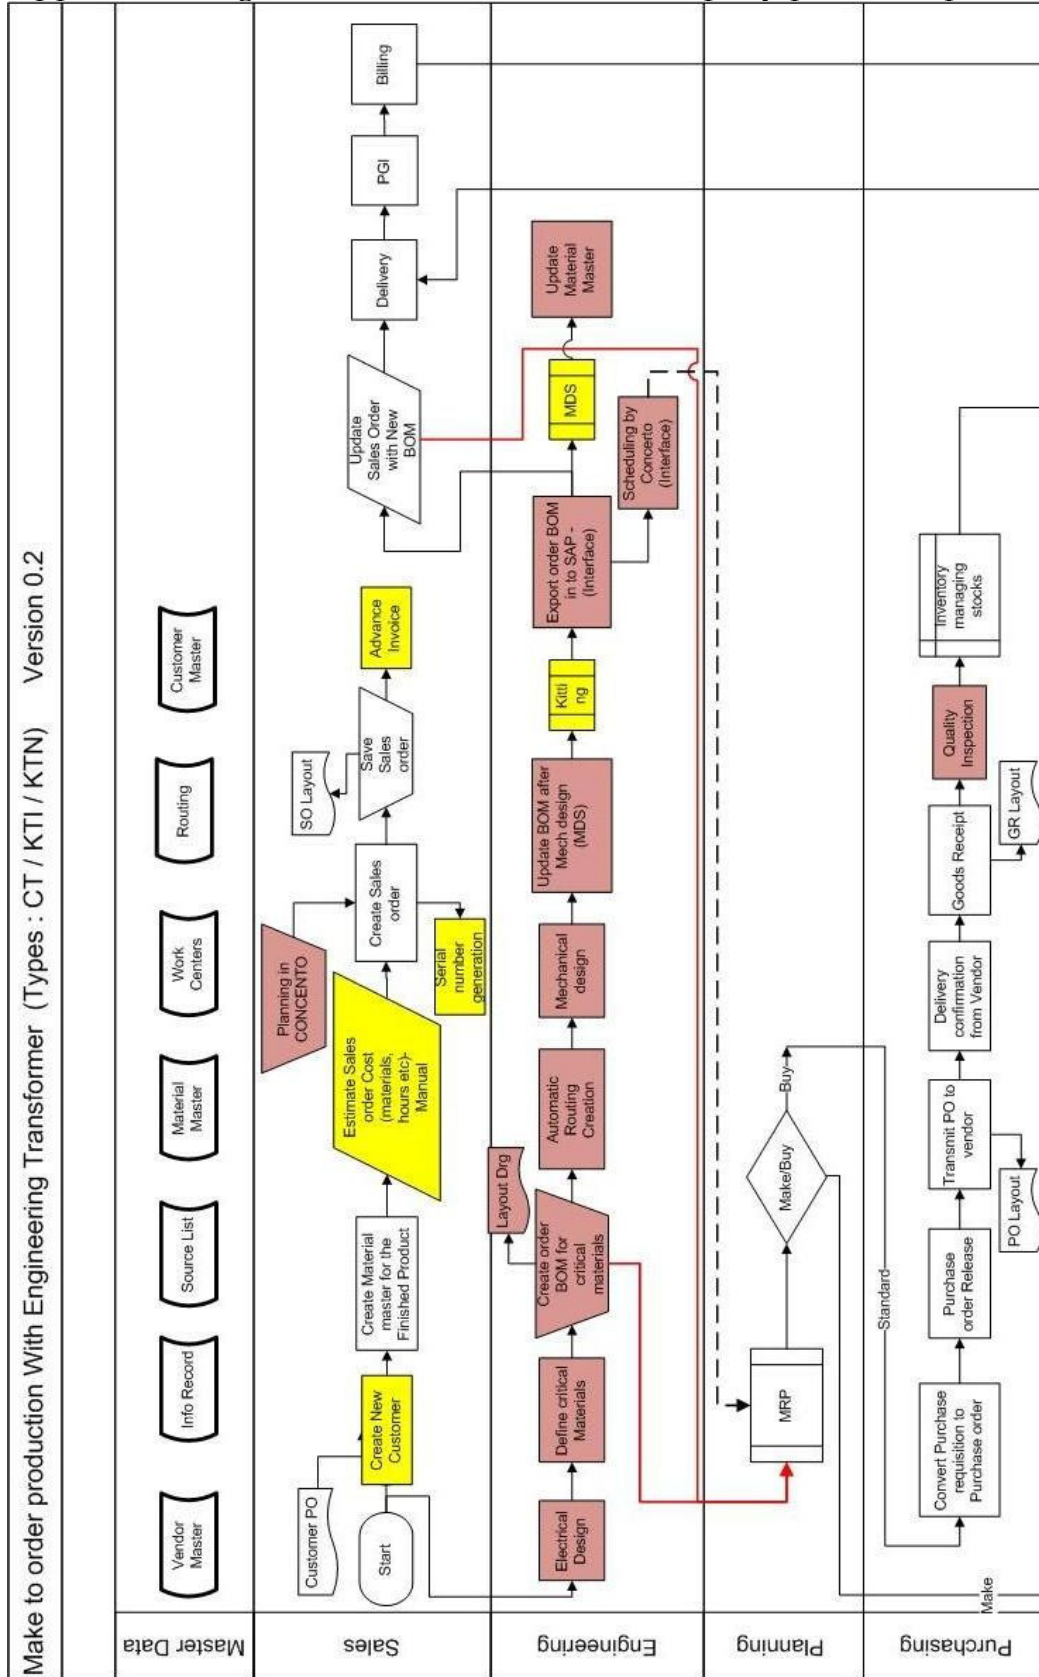 Make to order production With Engineering Transformer (Types : CT / KTI / KTN) Version 0.2
Master Data
Vendor
Master
Info Record
Source List
Material
Master
Work
Centers
Routing
Customer
Master
Sales
Customer PO
Start
Create New
Customer
Create Material
master for the
Finished Product
Estimate Sales
order Cost
(materials,
hours etc)-
Manual
Planning in
CONCENTO
Create Sales
order
Serial
number
generation
SO Layout
Save
Sales
order
Advance
Invoice
Update
Sales Order
with New
BOM
Delivery
PGI
Billing
Engineering
Electrical
Design
Define critical
Materials
Create order
BOM for
critical
materials
Layout Drg
Automatic
Routing
Creation
Mechanical
design
Update BOM after
Mech design
(MDS)
Kitti
ng
Export order BOM
in to SAP -
(Interface)
MDS
Scheduling by
Concerto
(Interface)
Update
Material
Master
Planning
MRP
Make/Buy
Buy
Standard
Make
Purchasing
Convert Purchase
requisition to
Purchase order
Purchase
order Release
Transmit PO to
vendor
PO Layout
Delivery
confirmation
from Vendor
Goods Receipt
GR Layout
Quality
Inspection
Inventory
managing
stocks